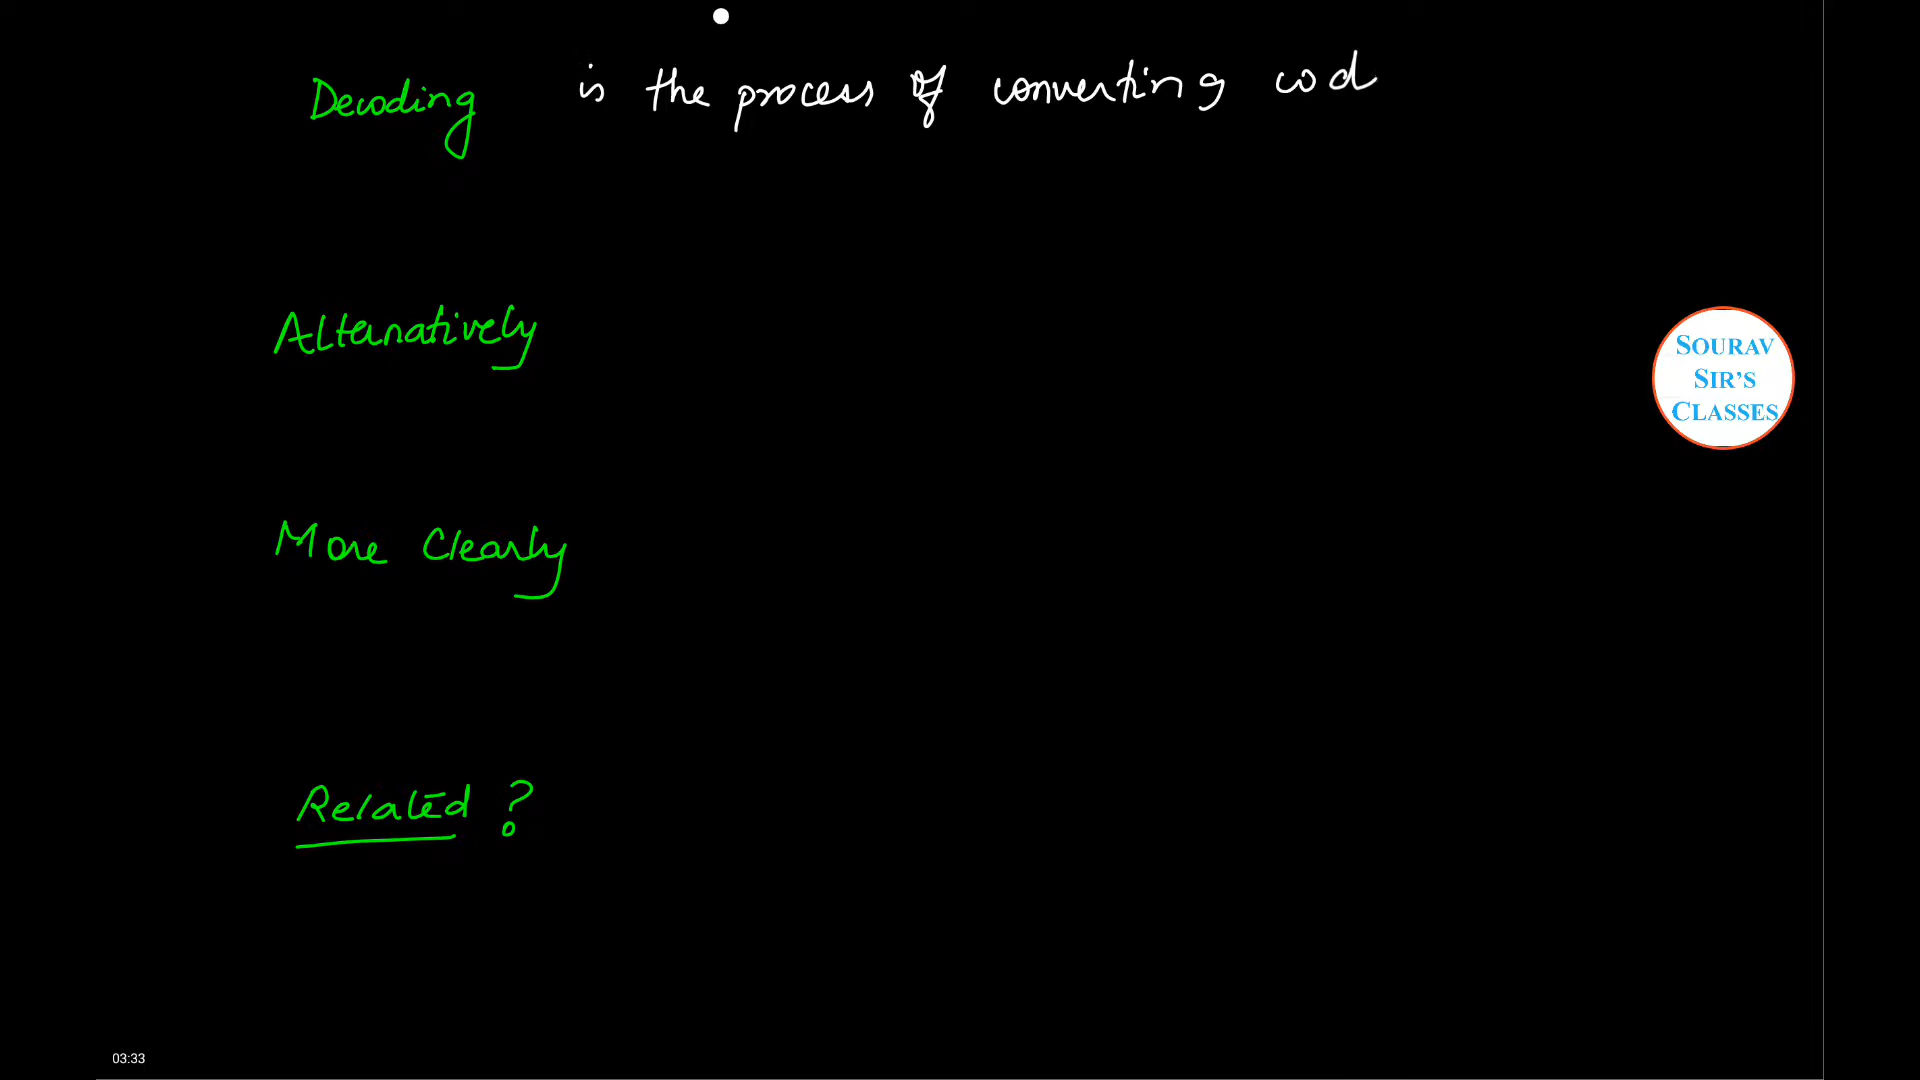 Decoding is the process of converting cod
Alternatively
SOURAV
SIR'S
CLASSES
More Clearly
Related ?
03:33